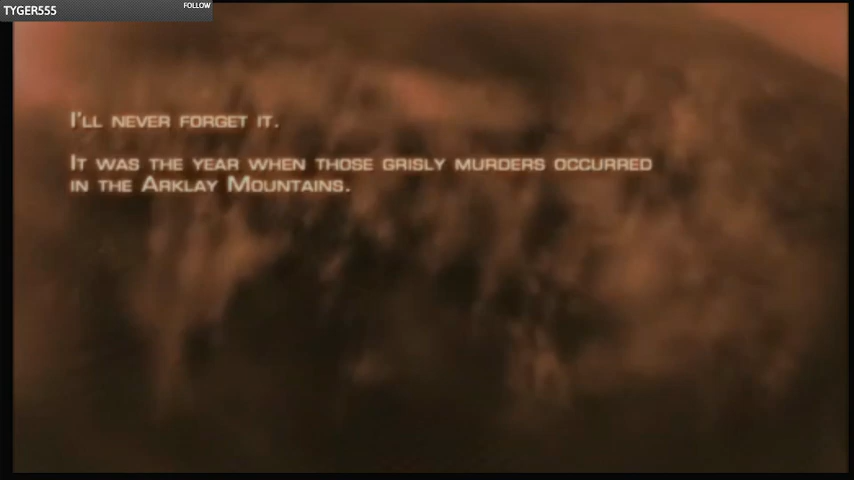 TYGER555
FOLLOW
I'll never forget it.
It was the year when those grisly murders occurred
in the Arklay Mountains.